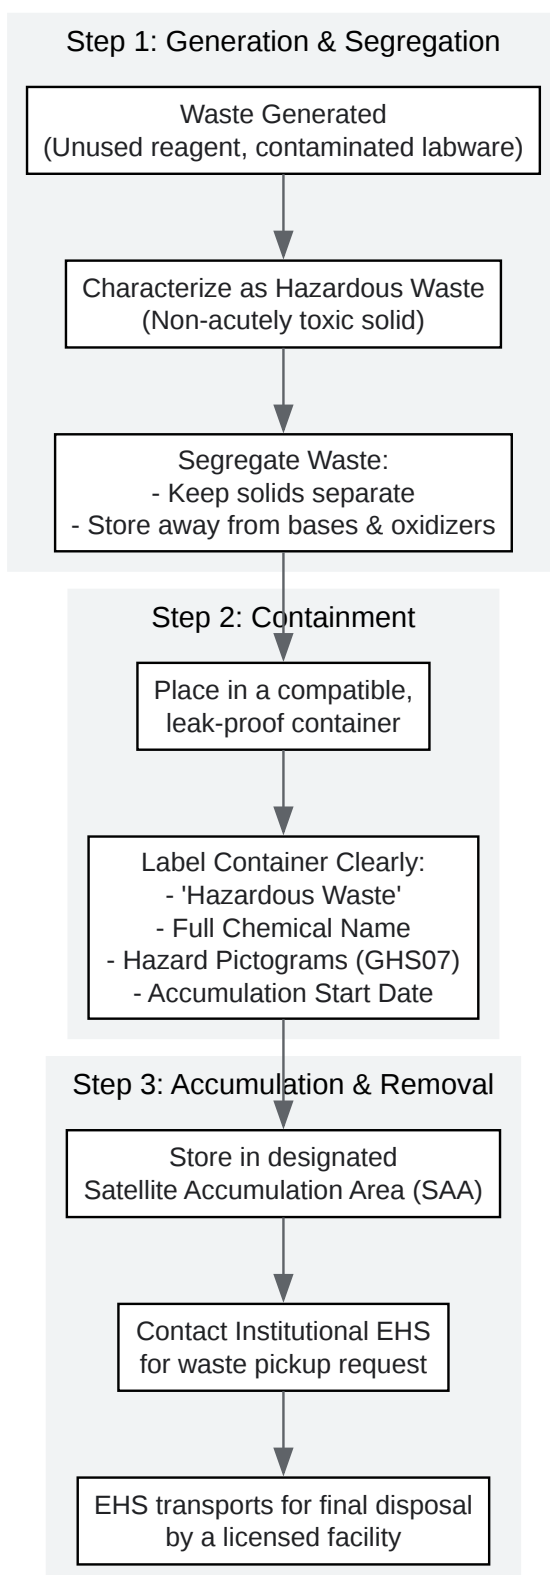 Step 1: Generation & Segregation
Waste Generated
(Unused reagent, contaminated labware)
Characterize as Hazardous Waste
(Non-acutely toxic solid)
Segregate Waste:
- Keep solids separate
- Store away from bases & oxidizers
Step 2: Containment
Place in a compatible,
leak-proof container
Label Container Clearly:
- 'Hazardous Waste'
- Full Chemical Name
- Hazard Pictograms (GHS07)
- Accumulation Start Date
Step 3: Accumulation & Removal
Store in designated
Satellite Accumulation Area (SAA)
Contact Institutional EHS
for waste pickup request
EHS transports for final disposal
by a licensed facility